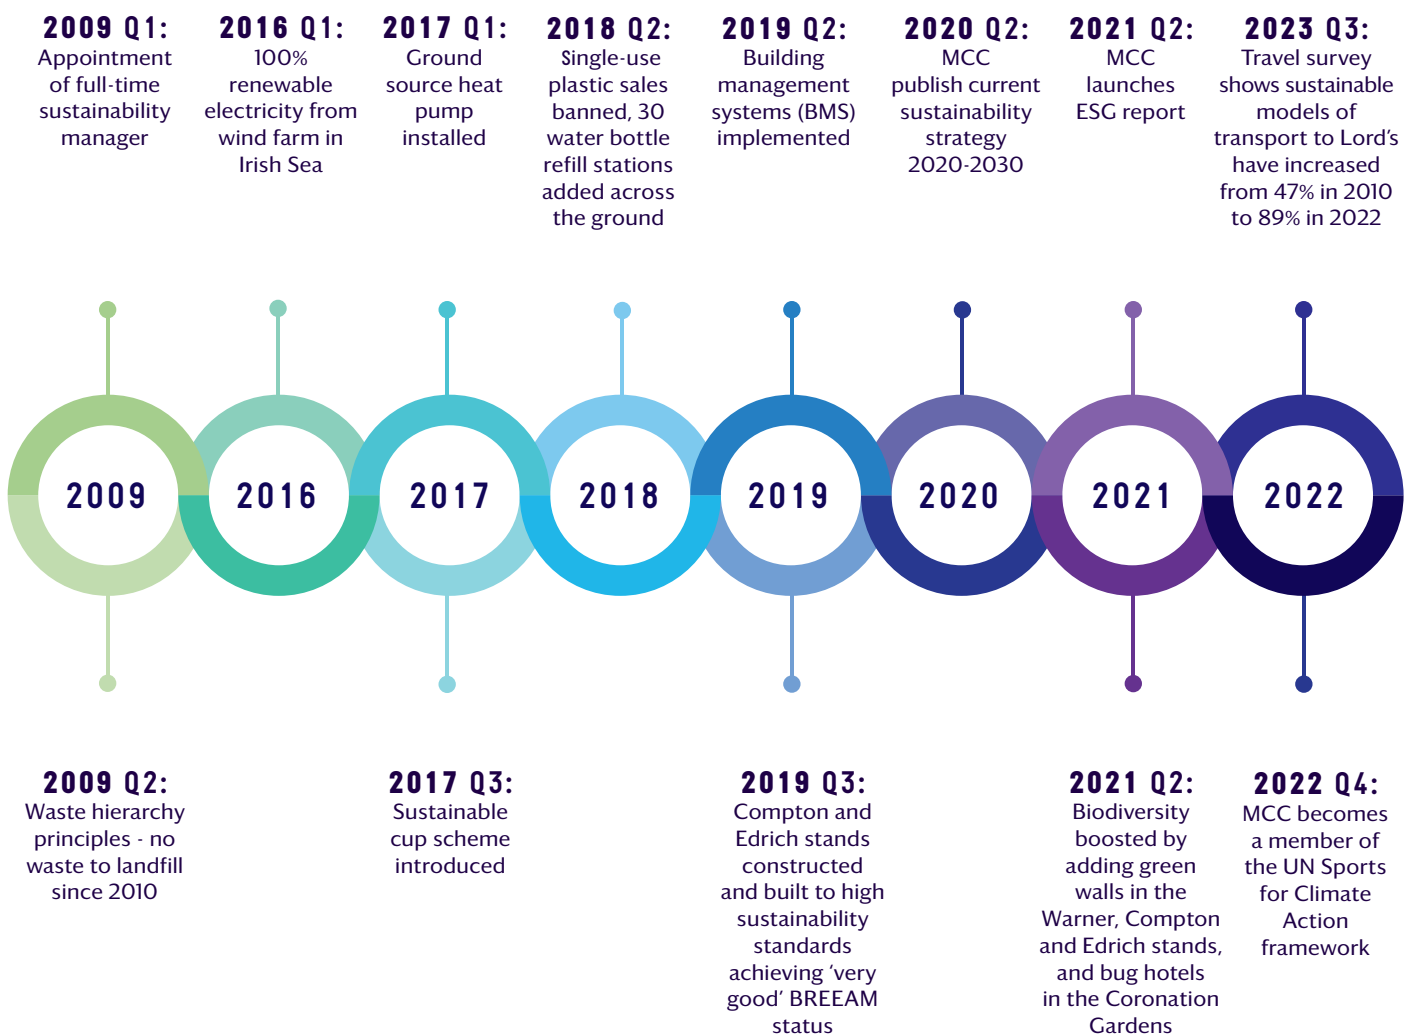 2009 Q1:
Appointment
of full-time
sustainability
manager
2016 Q1:
100%
renewable
electricity from
wind farm in
Irish Sea
2017 Q1:
Ground
source heat
pump
installed
2018 Q2:
Single-use
plastic sales
banned, 30
water bottle
refill stations
added across
the ground
2019 Q2:
Building
management
systems (BMS)
implemented
2020 Q2:
MCC
publish current
sustainability
strategy
2020-2030
2021 Q2:
MCC
launches
ESG report
2023 Q3:
Travel survey
shows sustainable
models of
transport to Lord’s
have increased
from 47% in 2010
to 89% in 2022
2009
2016
2017
2018
2019
2020
2021
2022
2009 Q2:
Waste hierarchy
principles - no
waste to landfill
since 2010
2017 Q3:
Sustainable
cup scheme
introduced
2019 Q3:
Compton and
Edrich stands
constructed
and built to high
sustainability
standards
achieving ‘very
good’ BREEAM
status
2021 Q2:
Biodiversity
boosted by
adding green
walls in the
Warner, Compton
and Edrich stands,
and bug hotels
in the Coronation
Gardens
2022 Q4:
MCC becomes
a member of
the UN Sports
for Climate
Action
framework